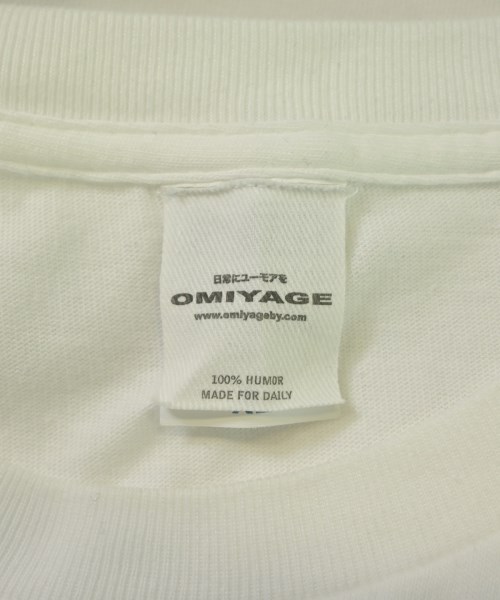 日常にユーモアを
OMIYAGE
www.omiyageby.com
100% HUMOR
MADE FOR DAILY